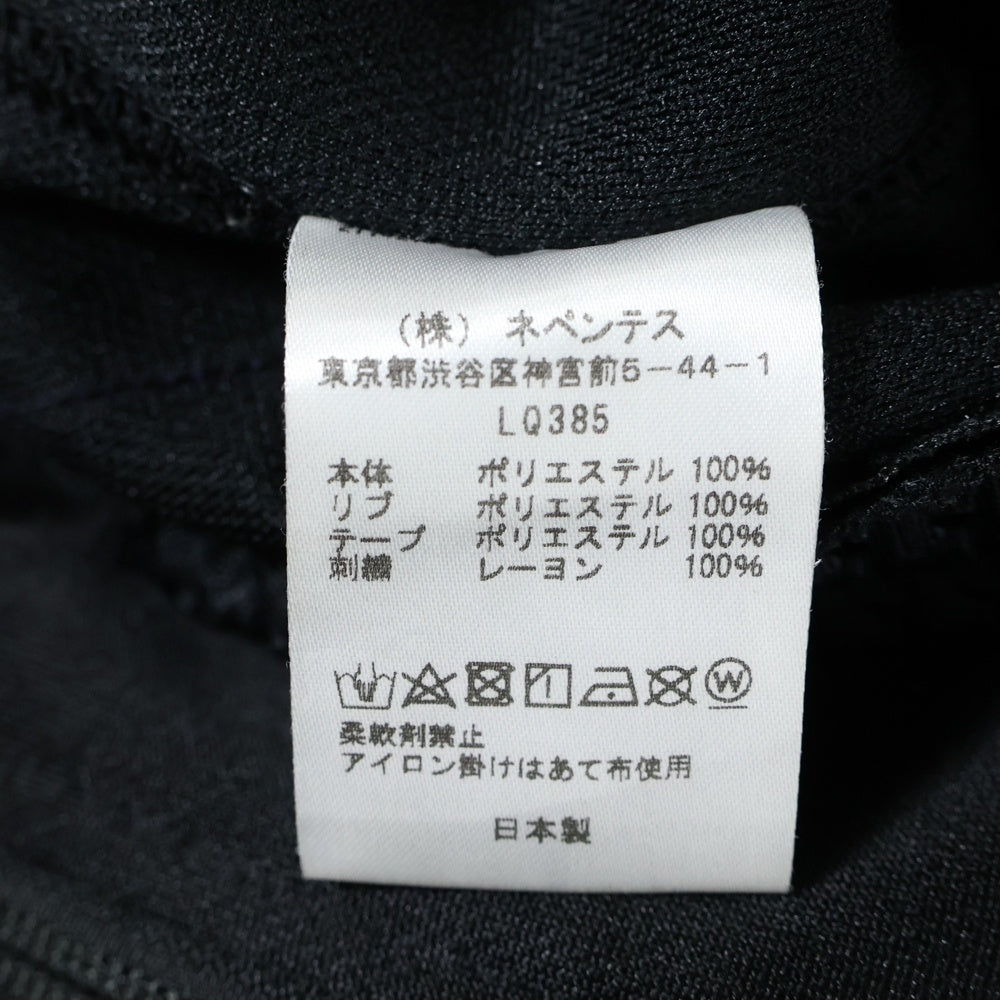 (株) ネペンテス
東京都渋谷区神宮前5-44-1
LQ385
本体 ポリエステル 100%
リブ ポリエステル 100%
テープ ポリエステル 100%
刺繍 レーヨン 100%
W
柔軟剤禁止
アイロン掛けはあて布使用
日本製